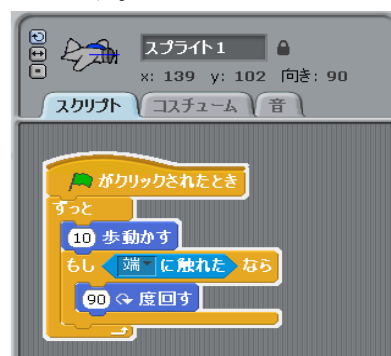 スプライト1
x: 139 y: 102 向き: 90
スクリプト コスチューム 音
がクリックされたとき
ずっと
10 歩動かす
もし 端 に触れた なら
90 度回す